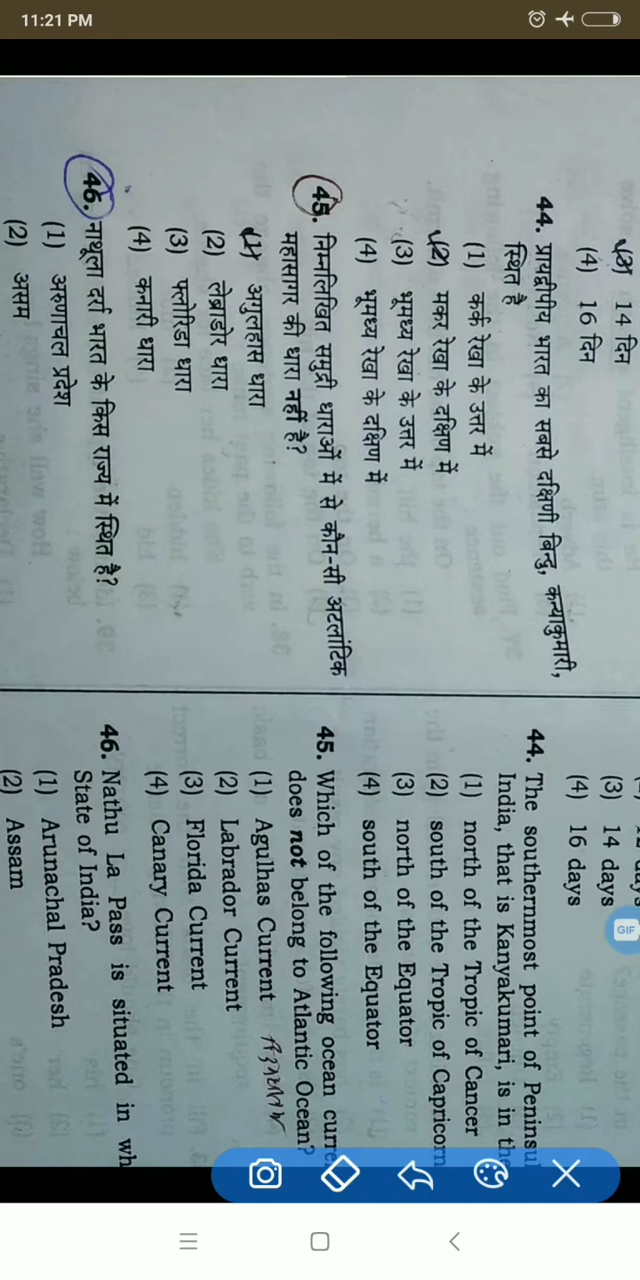 11:21 PM
(3) 14 दिन
(4) 16 दिन
44. प्रायद्वीपीय भारत का सबसे दक्षिणी बिन्दु, कन्याकुमारी,
स्थित है
(1) कर्क रेखा के उत्तर में
(2) मकर रेखा के दक्षिण में
(3) भूमध्य रेखा के उत्तर में
(4) भूमध्य रेखा के दक्षिण में
45. निम्नलिखित समुद्री धाराओं में से कौन-सी अटलांटिक
महासागर की धारा नहीं है?
(1) अगुलहास धारा
(2) लेब्राडोर धारा
(3) फ्लोरिडा धारा
(4) कनारी धारा
46. नाथूला दर्रा भारत के किस राज्य में स्थित है?
(1) अरुणाचल प्रदेश
(2) असम
(3) 14 days
(4) 16 days
44. The southernmost point of Peninsul
India, that is Kanyakumari, is in the
(1) north of the Tropic of Cancer
(2) south of the Tropic of Capricorn
(3) north of the Equator
(4) south of the Equator
45. Which of the following ocean curre
does not belong to Atlantic Ocean?
(1) Agulhas Current
(2) Labrador Current
(3) Florida Current
(4) Canary Current
46. Nathu La Pass is situated in wh
State of India?
(1) Arunachal Pradesh
(2) Assam
GIF